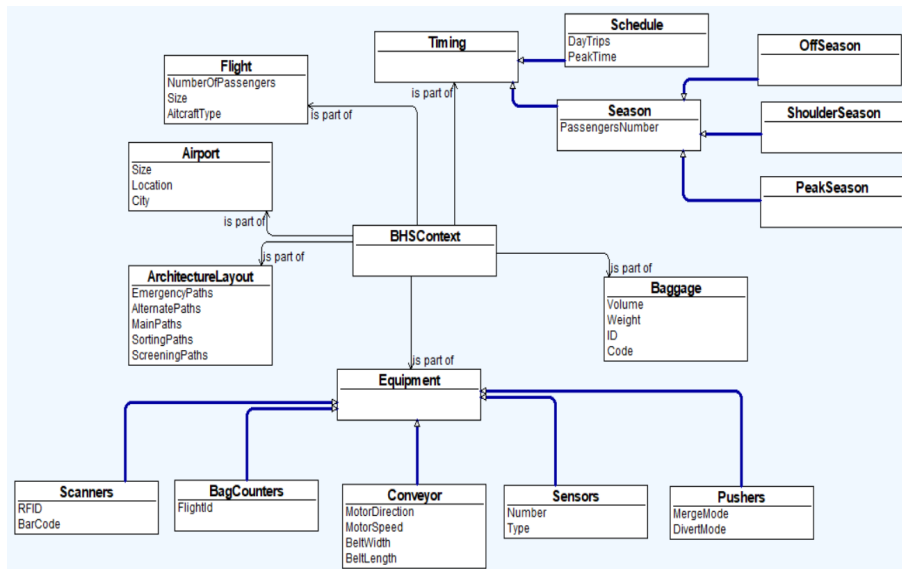 Schedule
DayTrips
PeakTime
Timing
OffSeason
Flight
NumberOfPassengers
Size
AitcraftType
is part of
is part of
Season
PassengersNumber
ShoulderSeason
Airport
Size
Location
City
PeakSeason
is part of
BHSContext
is part of
ArchitectureLayout
EmergencyPaths
AlternatePaths
MainPaths
SortingPaths
ScreeningPaths
is part of
Baggage
Volume
Weight
ID
Code
is part of
Equipment
Scanners
RFID
BarCode
BagCounters
FlightId
Conveyor
MotorDirection
MotorSpeed
BeltWidth
BeltLength
Sensors
Number
Type
Pushers
MergeMode
DivertMode